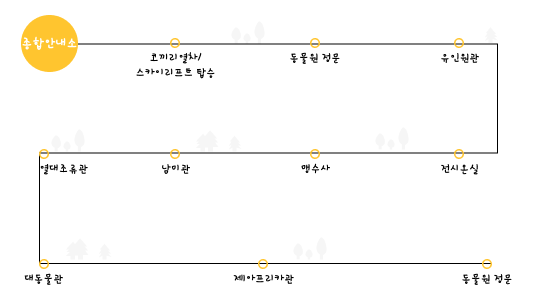 종합안내소
코끼리열차/
스카이리프트 탑승
동물원 정문
유인원관
열대조류관
남미관
맹수사
전시온실
대동물관
제아프리카관
동물원 정문